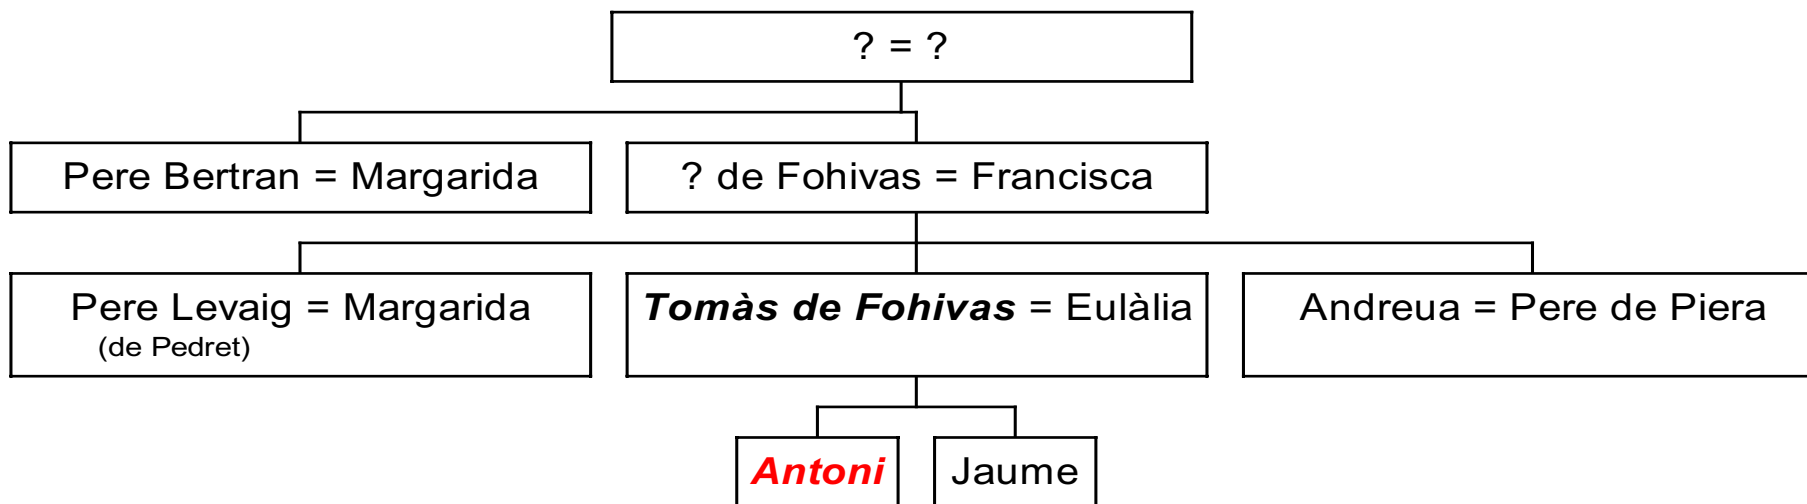 ? = ?
Pere Bertran = Margarida
? de Fohivas = Francisca
Pere Levaig = Margarida
(de Pedret)
Tomàs de Fohivas = Eulàlia
Andreua = Pere de Piera
Antoni
Jaume